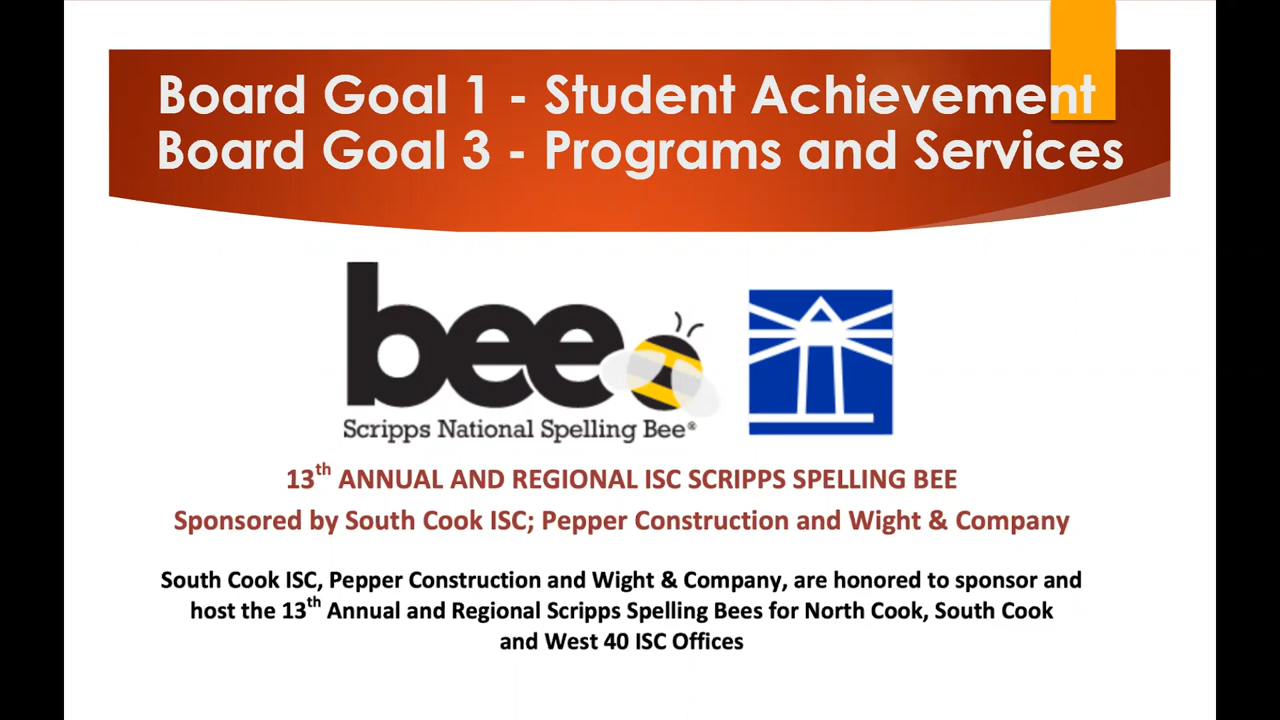 Board Goal 1 - Student Achievement
Board Goal 3 - Programs and Services
bee
Scripps National Spelling Bee®
13th ANNUAL AND REGIONAL ISC SCRIPPS SPELLING BEE
Sponsored by South Cook ISC; Pepper Construction and Wight & Company
South Cook ISC, Pepper Construction and Wight & Company, are honored to sponsor and
host the 13th Annual and Regional Scripps Spelling Bees for North Cook, South Cook
and West 40 ISC Offices